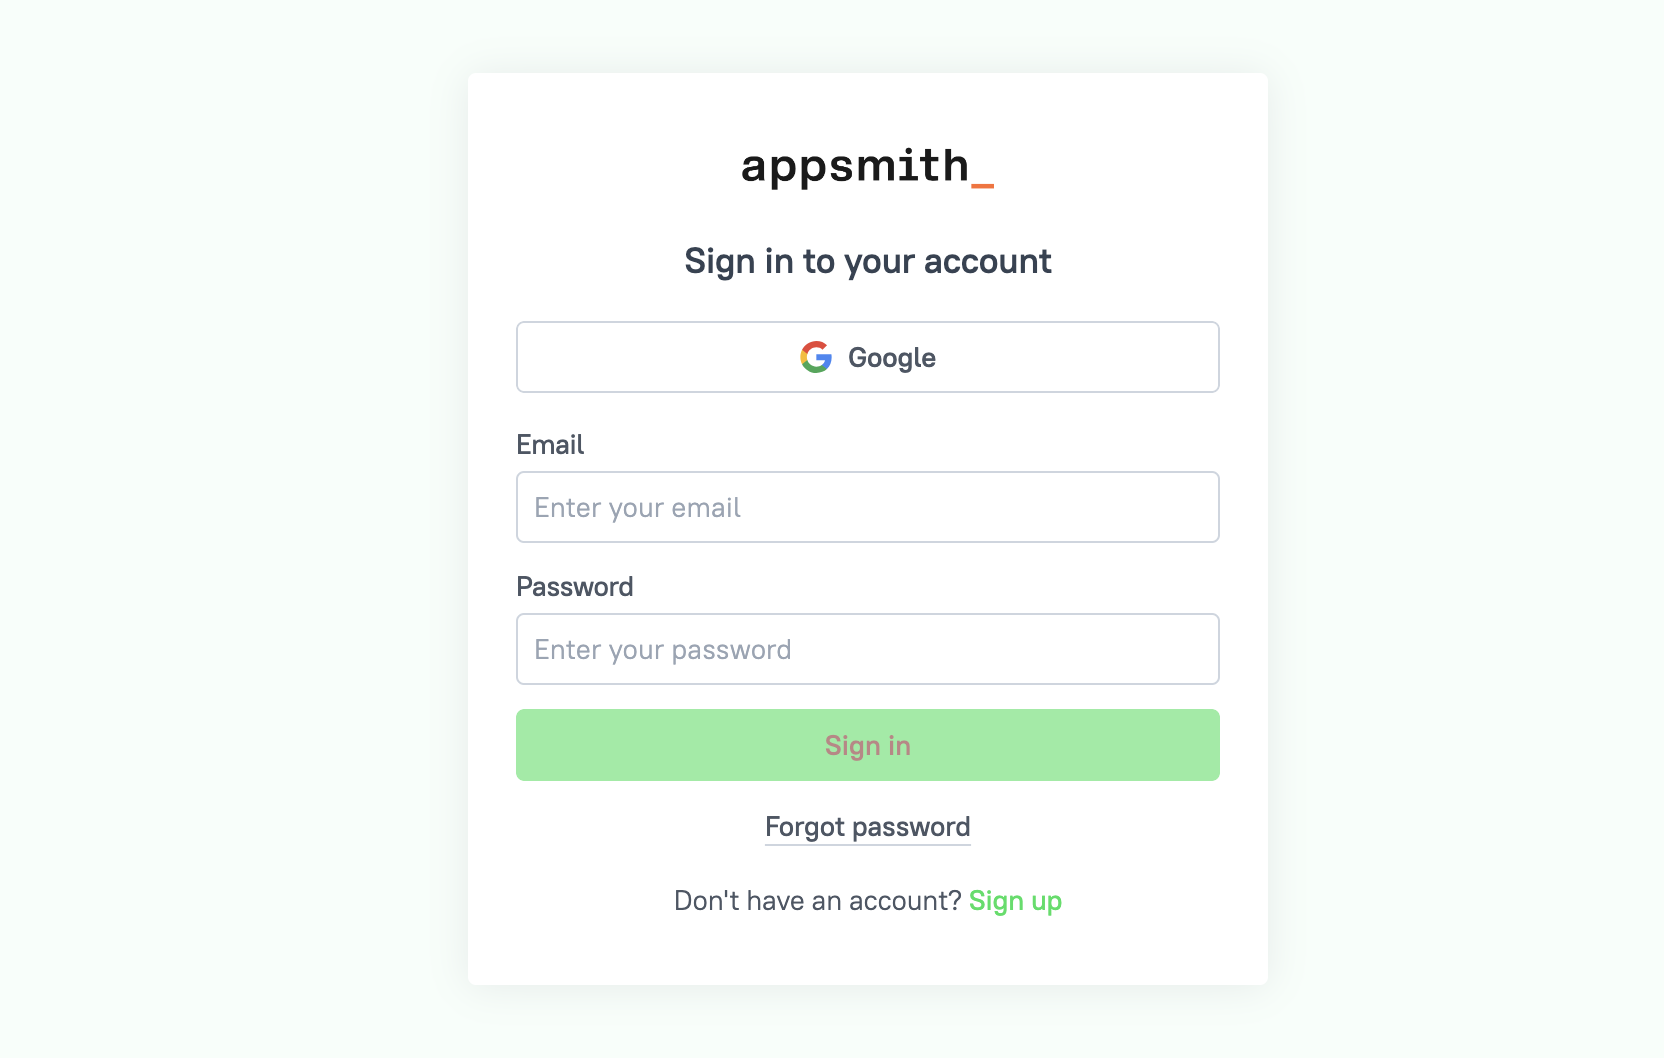 appsmith_
Sign in to your account
Google
Email
Enter your email
Password
Enter your password
Sign in
Forgot password
Don't have an account? Sign up